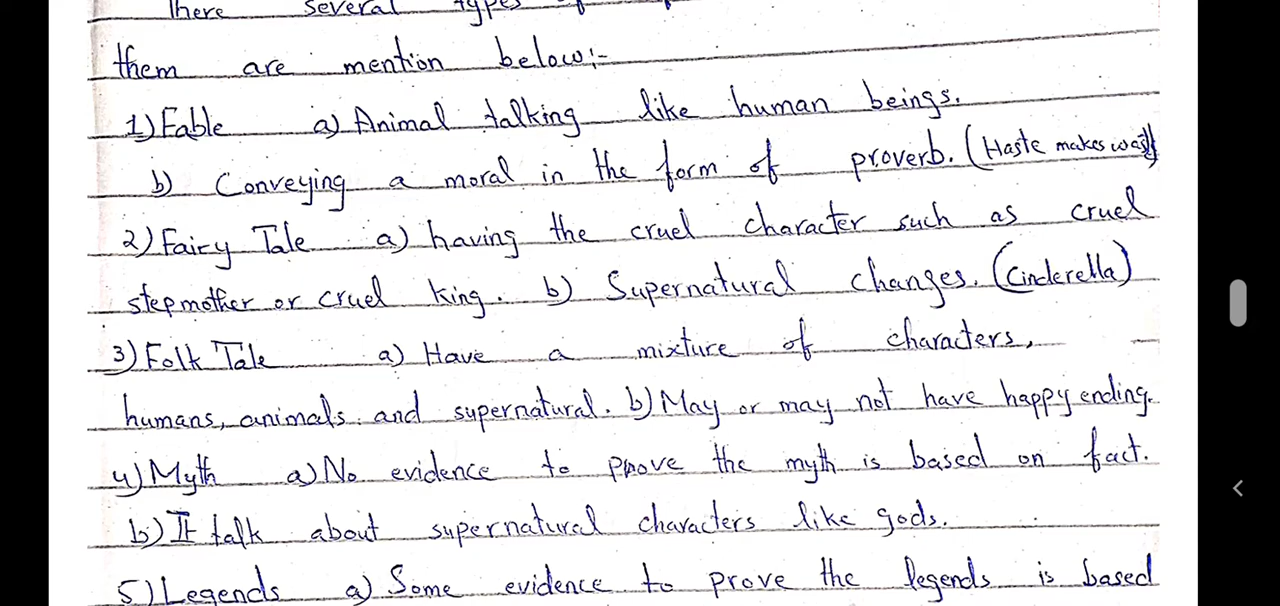 There several types of
them are mention below:-
1) Fable a) Animal talking like human beings.
b) Conveying a moral in the form of proverb. (Haste makes waste)
2) Fairy Tale a) having the cruel character such as cruel
stepmother or cruel king. b) Supernatural changes. (Cinderella)
3) Folk Tale a) Have a mixture of characters,
humans, animals and supernatural. b) May or may not have happy ending.
4) Myth a) No evidence to prove the myth is based on fact.
b) It talk about supernatural characters like gods.
5) Legends a) Some evidence to prove the legends is based